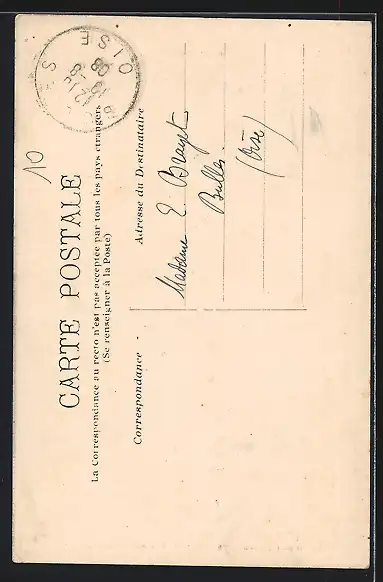 10
CARTE POSTALE
La Correspondance au recto n'est pas acceptée par tous les pays étrangers
(Se renseigner à la Poste)
Correspondance
Adresse du Destinataire
Madame E.
Bulles
(Oise)
OISE